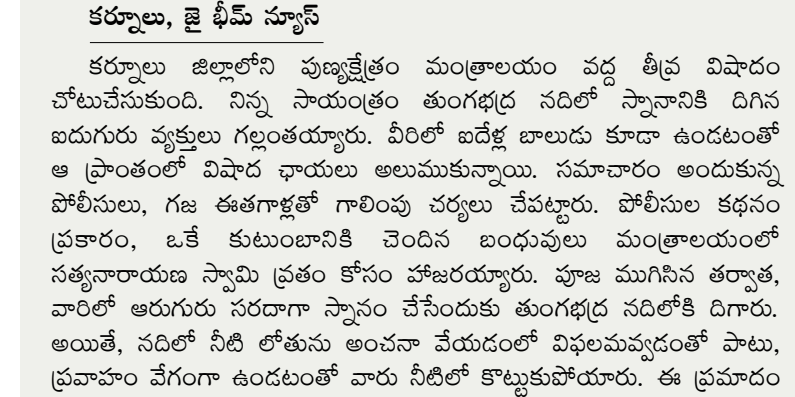 కర్నూలు, జై భీమ్ న్యూస్
కర్నూలు జిల్లాలోని పుణ్యక్షేత్రం మంత్రాలయం వద్ద తీవ్ర విషాదం
చోటుచేసుకుంది. నిన్న సాయంత్రం తుంగభద్ర నదిలో స్నానానికి దిగిన
ఐదుగురు వ్యక్తులు గల్లంతయ్యారు. వీరిలో ఐదేళ్ల బాలుడు కూడా ఉండటంతో
ఆ ప్రాంతంలో విషాద ఛాయలు అలుముకున్నాయి. సమాచారం అందుకున్న
పోలీసులు, గజ ఈతగాళ్లతో గాలింపు చర్యలు చేపట్టారు. పోలీసుల కథనం
ప్రకారం, ఒకే కుటుంబానికి చెందిన బంధువులు మంత్రాలయంలో
సత్యనారాయణ స్వామి వ్రతం కోసం హాజరయ్యారు. పూజ ముగిసిన తర్వాత,
వారిలో ఆరుగురు సరదాగా స్నానం చేసేందుకు తుంగభద్ర నదిలోకి దిగారు.
అయితే, నదిలో నీటి లోతును అంచనా వేయడంలో విఫలమవ్వడంతో పాటు,
ప్రవాహం వేగంగా ఉండటంతో వారు నీటిలో కొట్టుకుపోయారు. ఈ ప్రమాదం